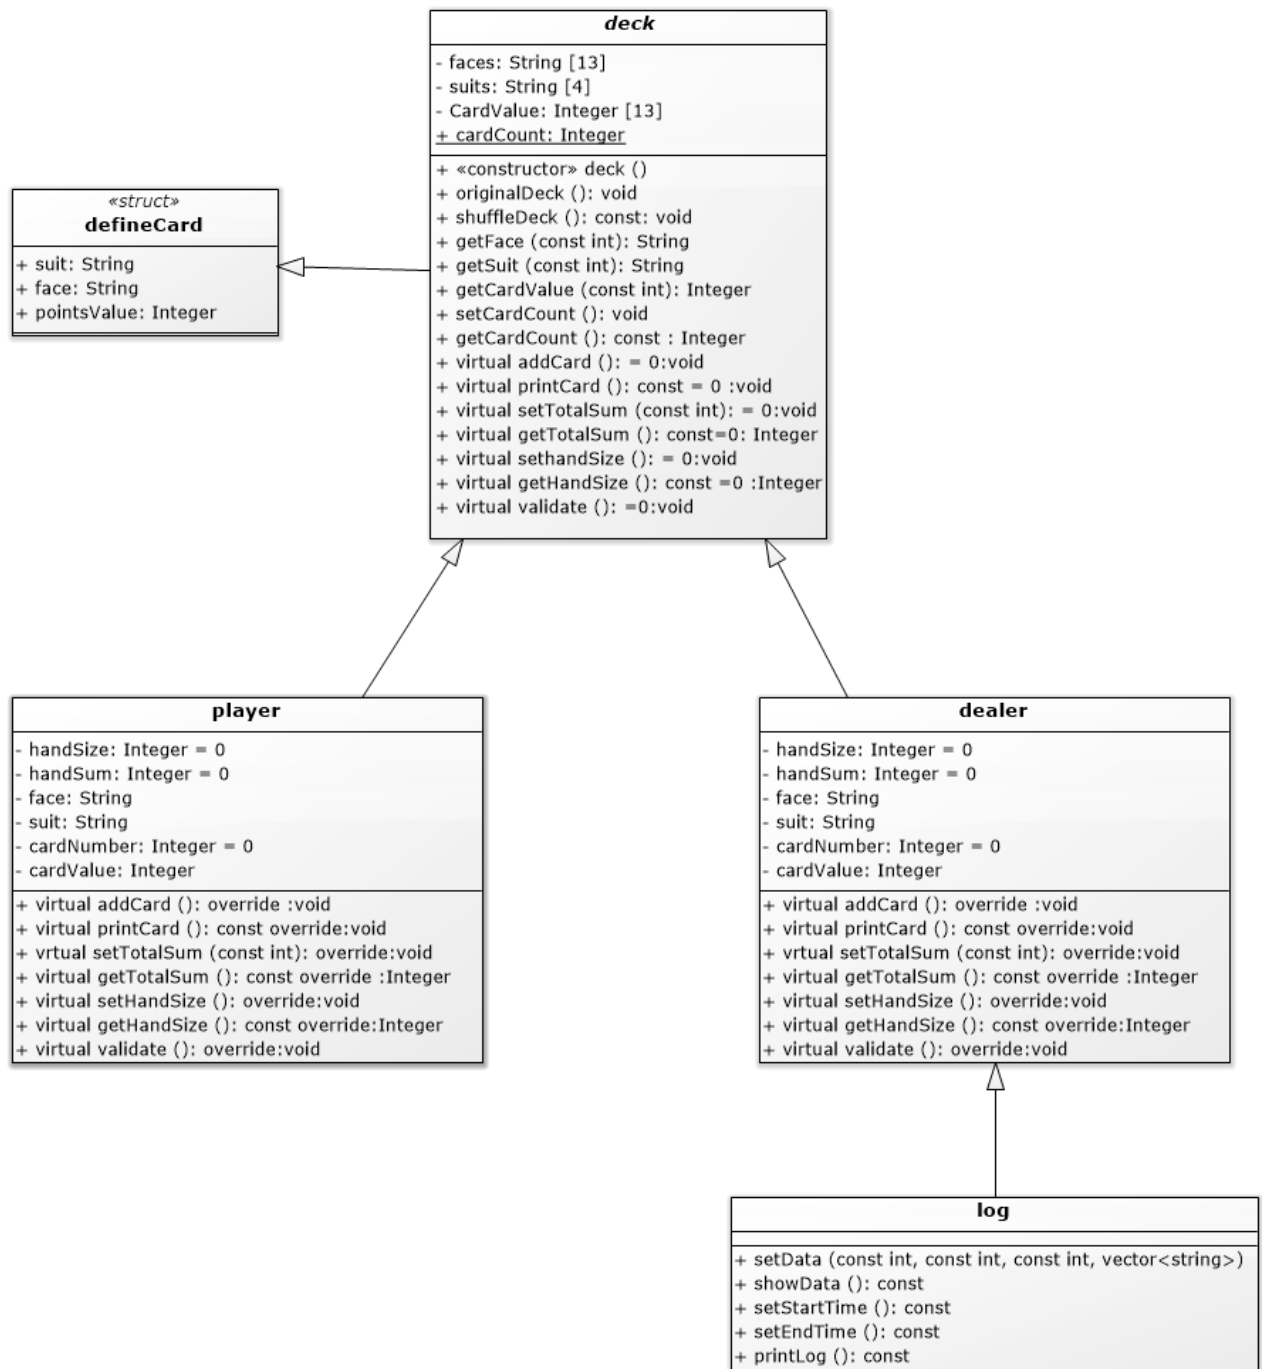 deck
- faces: String [13]
- suits: String [4]
- CardValue: Integer [13]
+ cardCount: Integer
+ «constructor» deck ()
+ originalDeck (): void
+ shuffleDeck (): const: void
+ getFace (const int): String
+ getSuit (const int): String
+ getCardValue (const int): Integer
+ setCardCount (): void
+ getCardCount (): const : Integer
+ virtual addCard (): = 0:void
+ virtual printCard (): const = 0 :void
+ virtual setTotalSum (const int): = 0:void
+ virtual getTotalSum (): const=0: Integer
+ virtual sethandSize (): = 0:void
+ virtual getHandSize (): const =0 :Integer
+ virtual validate (): =0:void
«struct»
defineCard
+ suit: String
+ face: String
+ pointsValue: Integer
player
- handSize: Integer = 0
- handSum: Integer = 0
- face: String
- suit: String
- cardNumber: Integer = 0
- cardValue: Integer
+ virtual addCard (): override :void
+ virtual printCard (): const override:void
+ vrtual setTotalSum (const int): override:void
+ virtual getTotalSum (): const override :Integer
+ virtual setHandSize (): override:void
+ virtual getHandSize (): const override:Integer
+ virtual validate (): override:void
dealer
- handSize: Integer = 0
- handSum: Integer = 0
- face: String
- suit: String
- cardNumber: Integer = 0
- cardValue: Integer
+ virtual addCard (): override :void
+ virtual printCard (): const override:void
+ vrtual setTotalSum (const int): override:void
+ virtual getTotalSum (): const override :Integer
+ virtual setHandSize (): override:void
+ virtual getHandSize (): const override:Integer
+ virtual validate (): override:void
log
+ setData (const int, const int, const int, vector<string>)
+ showData (): const
+ setStartTime (): const
+ setEndTime (): const
+ printLog (): const